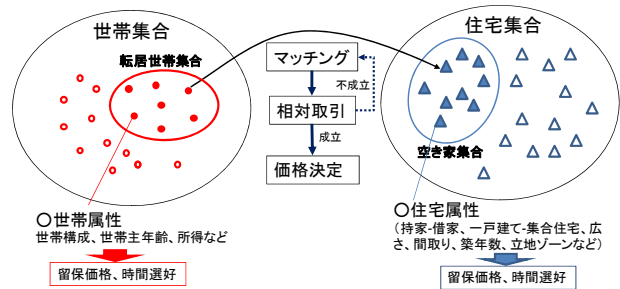 世帯集合
転居世帯集合
マッチング
不成立
相対取引
成立
価格決定
住宅集合
空き家集合
〇世帯属性
世帯構成、世帯主年齢、所得など
留保価格、時間選好
〇住宅属性
(持家-借家、一戸建て-集合住宅、広
さ、間取り、築年数、立地ゾーンなど)
留保価格、時間選好